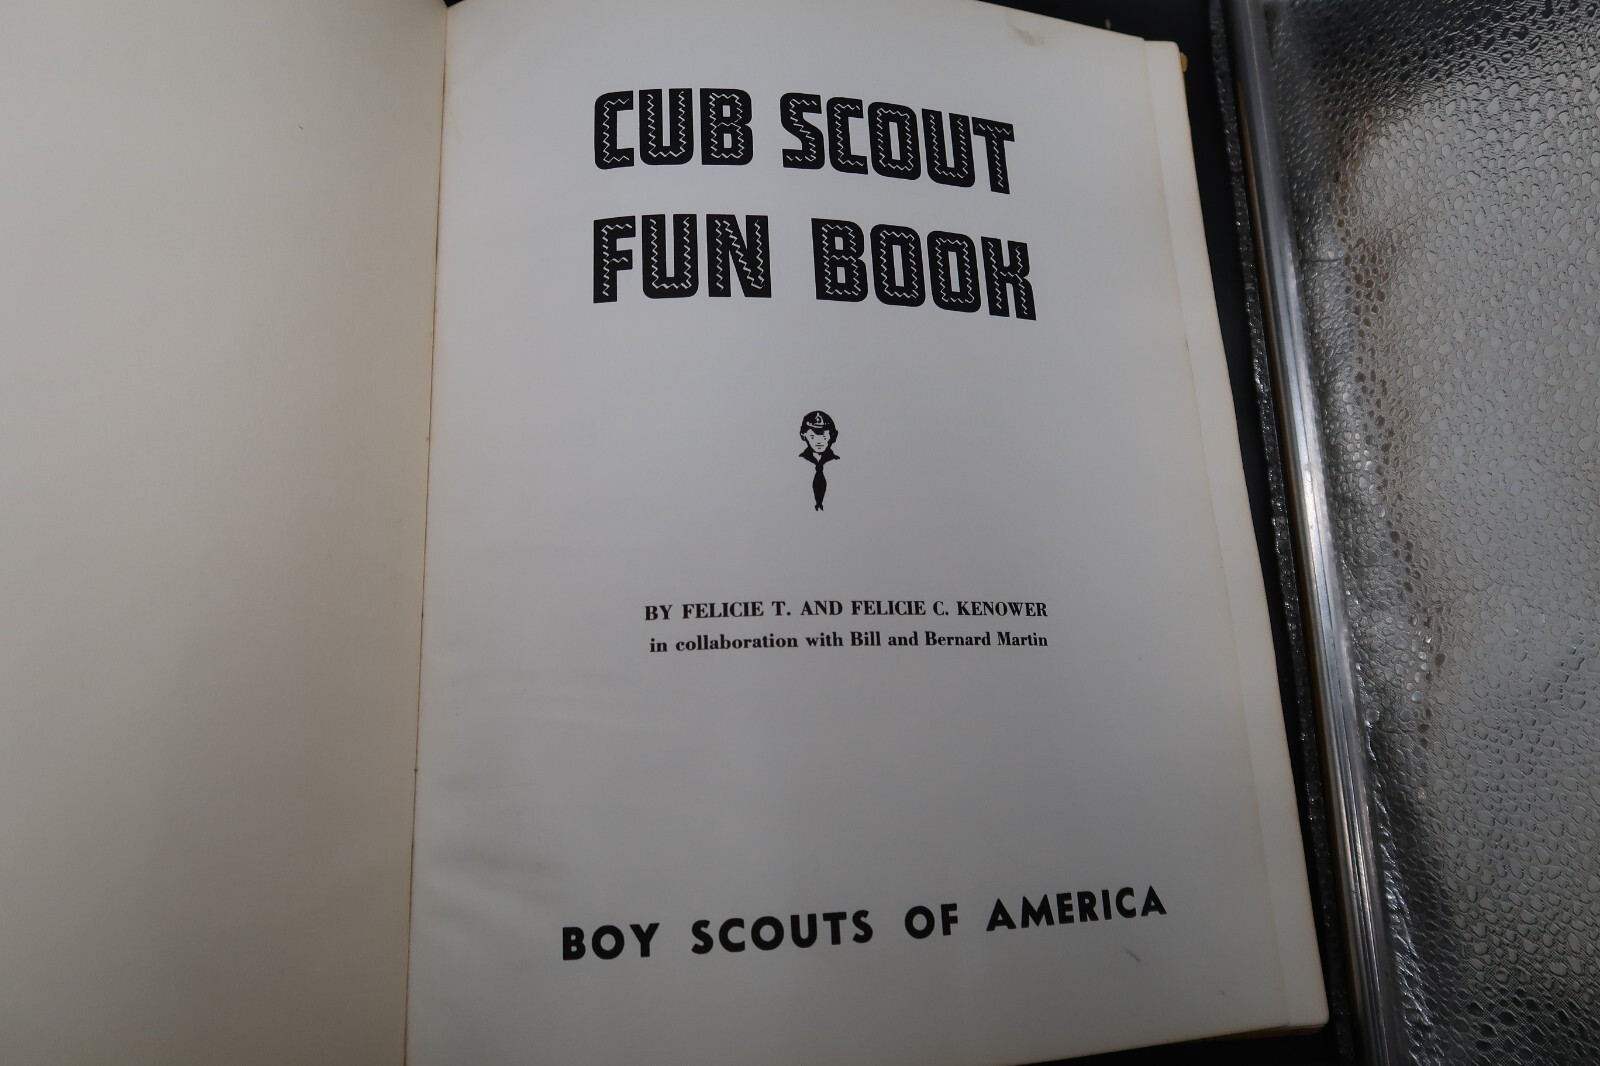 CUB SCOUT
FUN BOOK
BY FELICIE T. AND FELICIE C. KENOWER
in collaboration with Bill and Bernard Martin
BOY SCOUTS OF AMERICA